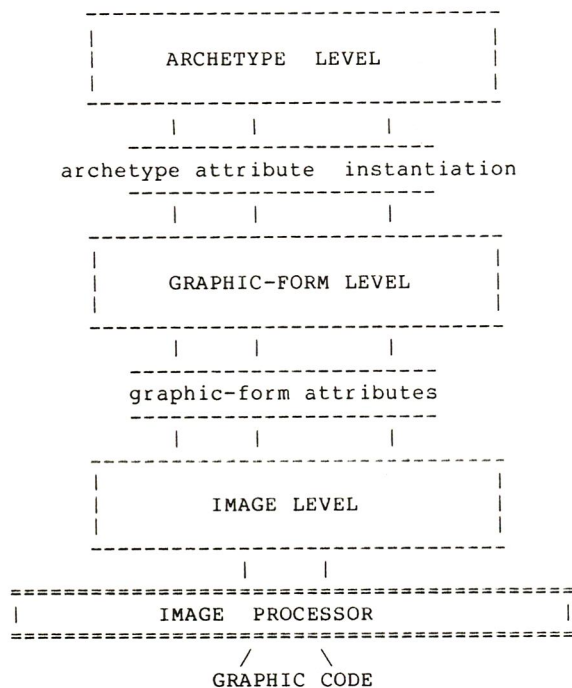 ARCHETYPE LEVEL
archetype attribute instantiation
GRAPHIC-FORM LEVEL
graphic-form attributes
IMAGE LEVEL
IMAGE PROCESSOR
GRAPHIC CODE